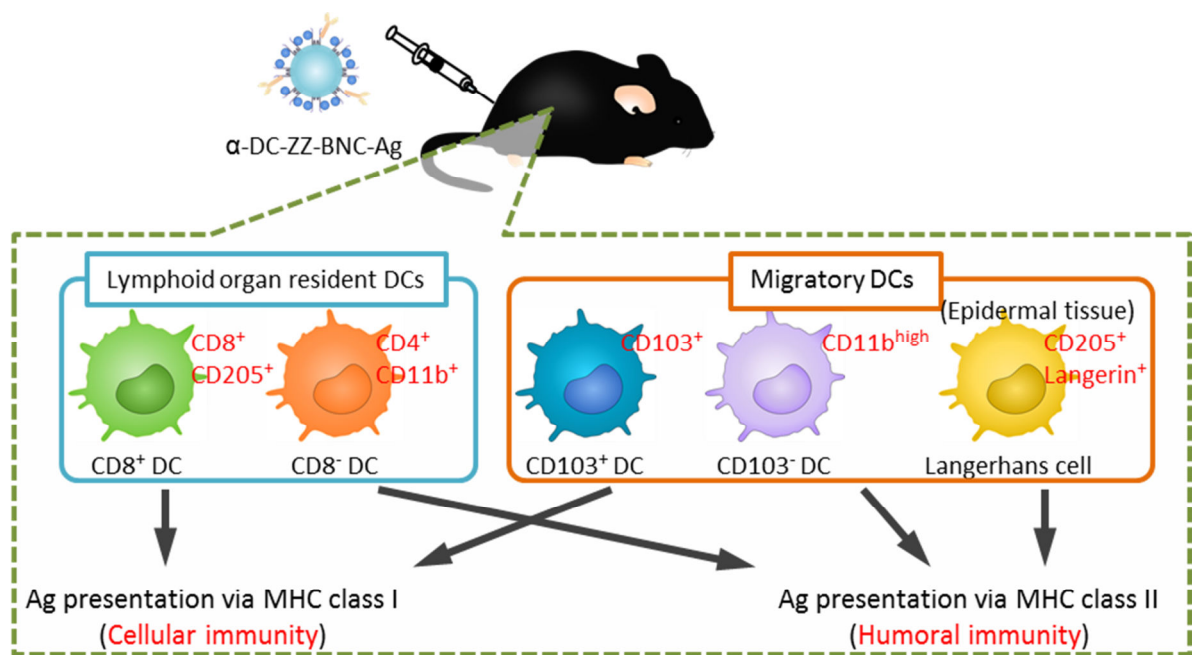 α-DC-ZZ-BNC-Ag
Lymphoid organ resident DCs
Migratory DCs
(Epidermal tissue)
CD8⁺
CD205⁺
CD4⁺
CD11b⁺
CD103⁺
CD11bʰⁱᵍʰ
CD205⁺
Langerin⁺
CD8⁺ DC
CD8⁻ DC
CD103⁺ DC
CD103⁻ DC
Langerhans cell
Ag presentation via MHC class I
(Cellular immunity)
Ag presentation via MHC class II
(Humoral immunity)